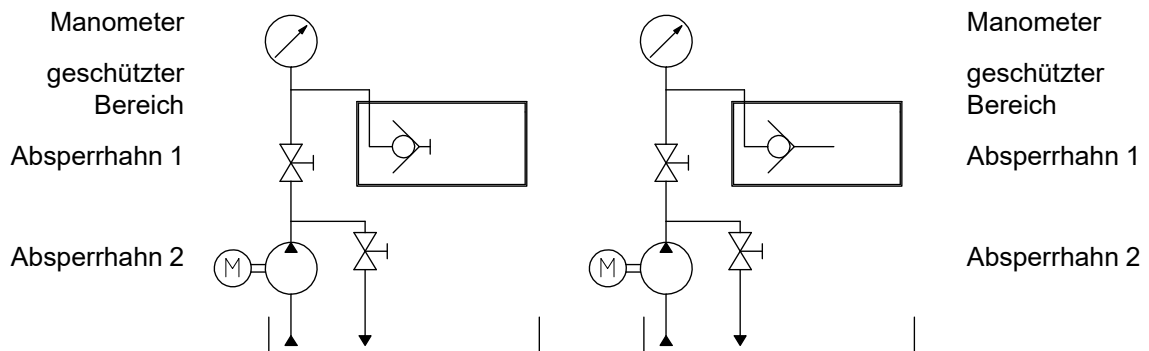 Manometer
geschützter
Bereich
Absperrhahn 1
Absperrhahn 2
M
M
Manometer
geschützter
Bereich
Absperrhahn 1
Absperrhahn 2